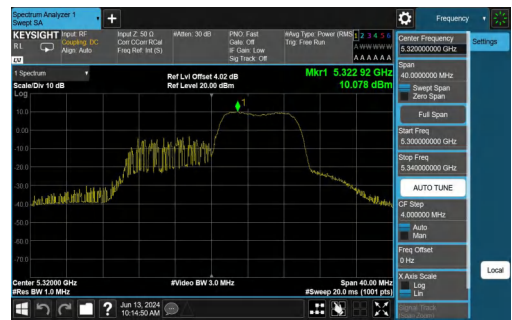 Spectrum Analyzer 1
Swept SA
Frequency
KEYSIGHT
RL
Input: RF
Coupling: DC
Align: Auto
Input Z: 50 Ω
Corr CCorr RCal
Freq Ref: Int (S)
#Atten: 30 dB
PNO: Fast
Gate: Off
IF Gain: Low
Sig Track: Off
#Avg Type: Power (RMS
Trig: Free Run
1 2 3 4 5 6
A W W W W W
A A A A A A
LV
1 Spectrum
Scale/Div 10 dB
Log
Ref Lvl Offset 4.02 dB
Ref Level 20.00 dBm
Mkr1 5.322 92 GHz
10.078 dBm
1
10.0
0.00
-10.0
-20.0
-30.0
-40.0
-50.0
-60.0
-70.0
Center 5.32000 GHz
#Res BW 1.0 MHz
#Video BW 3.0 MHz
Span 40.00 MHz
#Sweep 20.0 ms (1001 pts)
Jun 13, 2024
10:14:50 AM
Center Frequency
5.320000000 GHz
Settings
Span
40.0000000 MHz
Swept Span
Zero Span
Full Span
Start Freq
5.300000000 GHz
Stop Freq
5.340000000 GHz
AUTO TUNE
CF Step
4.000000 MHz
Auto
Man
Freq Offset
0 Hz
X Axis Scale
Log
Lin
Local
Signal Track